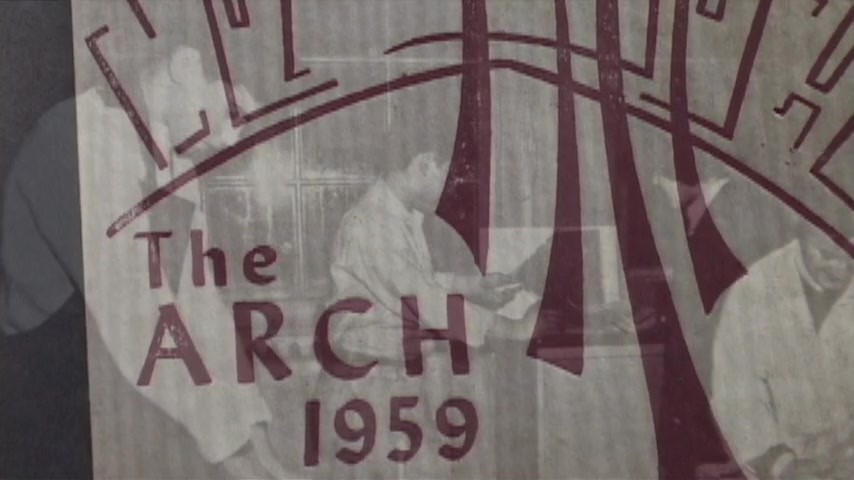 The
ARCH
1959